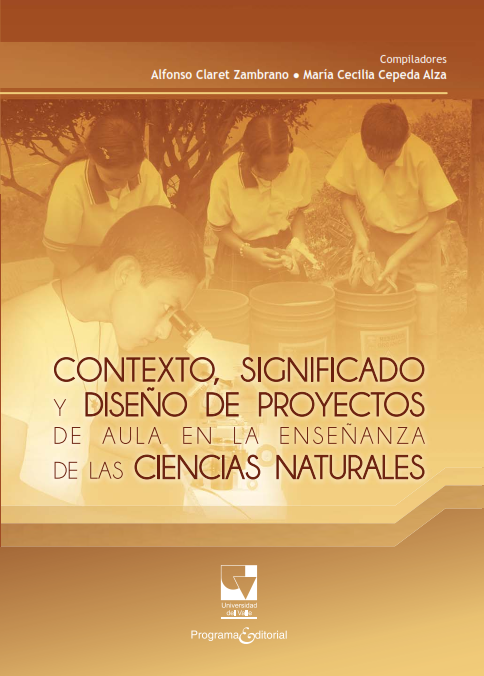 Compiladores
Alfonso Claret Zambrano ● María Cecilia Cepeda Alza
CONTEXTO, SIGNIFICADO
Y DISEÑO DE PROYECTOS
DE AULA EN LA ENSEÑANZA
DE LAS CIENCIAS NATURALES
Universidad
del Valle
Programa Editorial